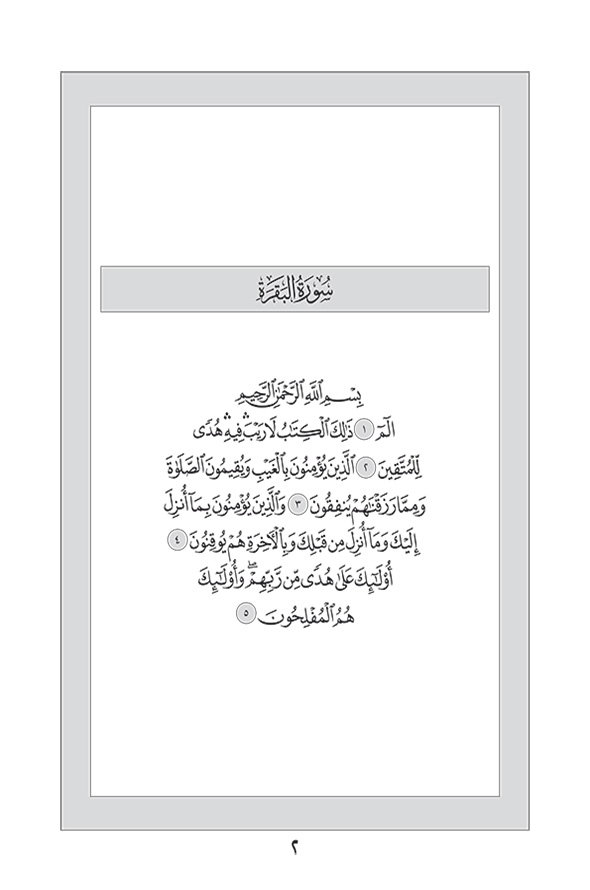 سُورَةُ الْبَقَرَةِ
بِسْمِ ٱللَّهِ ٱلرَّحْمَٰنِ ٱلرَّحِيمِ
الٓمٓ ١ ذَٰلِكَ ٱلْكِتَٰبُ لَا رَيْبَ ۛ فِيهِ ۛ هُدًى
لِّلْمُتَّقِينَ ٢ ٱلَّذِينَ يُؤْمِنُونَ بِٱلْغَيْبِ وَيُقِيمُونَ ٱلصَّلَوٰةَ
وَمِمَّا رَزَقْنَٰهُمْ يُنفِقُونَ ٣ وَٱلَّذِينَ يُؤْمِنُونَ بِمَآ أُنزِلَ
إِلَيْكَ وَمَآ أُنزِلَ مِن قَبْلِكَ وَبِٱلْأَخِرَةِ هُمْ يُوقِنُونَ ٤
أُو۟لَٰٓئِكَ عَلَىٰ هُدًى مِّن رَّبِّهِمْ ۖ وَأُو۟لَٰٓئِكَ
هُمُ ٱلْمُفْلِحُونَ ٥
٢